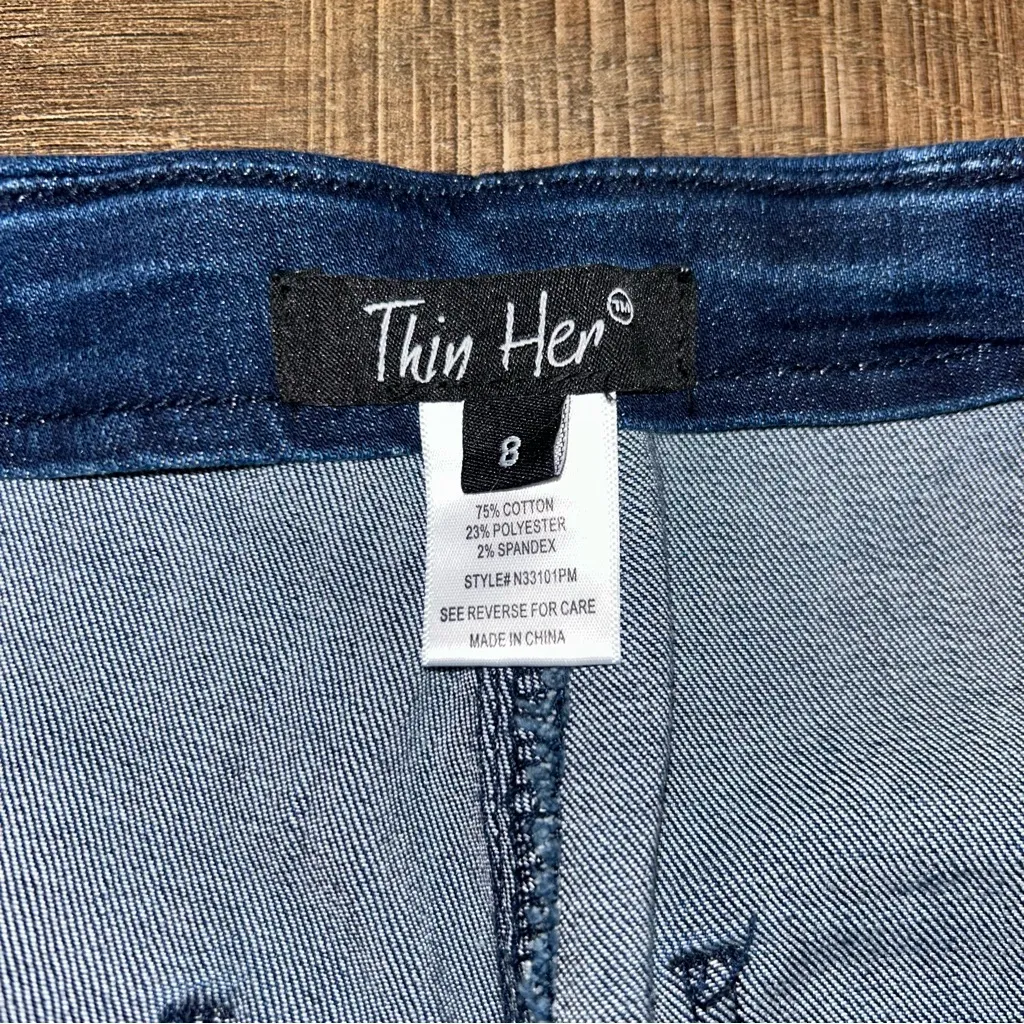 Thin Her™
8
75% COTTON
23% POLYESTER
2% SPANDEX
STYLE# N33101PM
SEE REVERSE FOR CARE
MADE IN CHINA